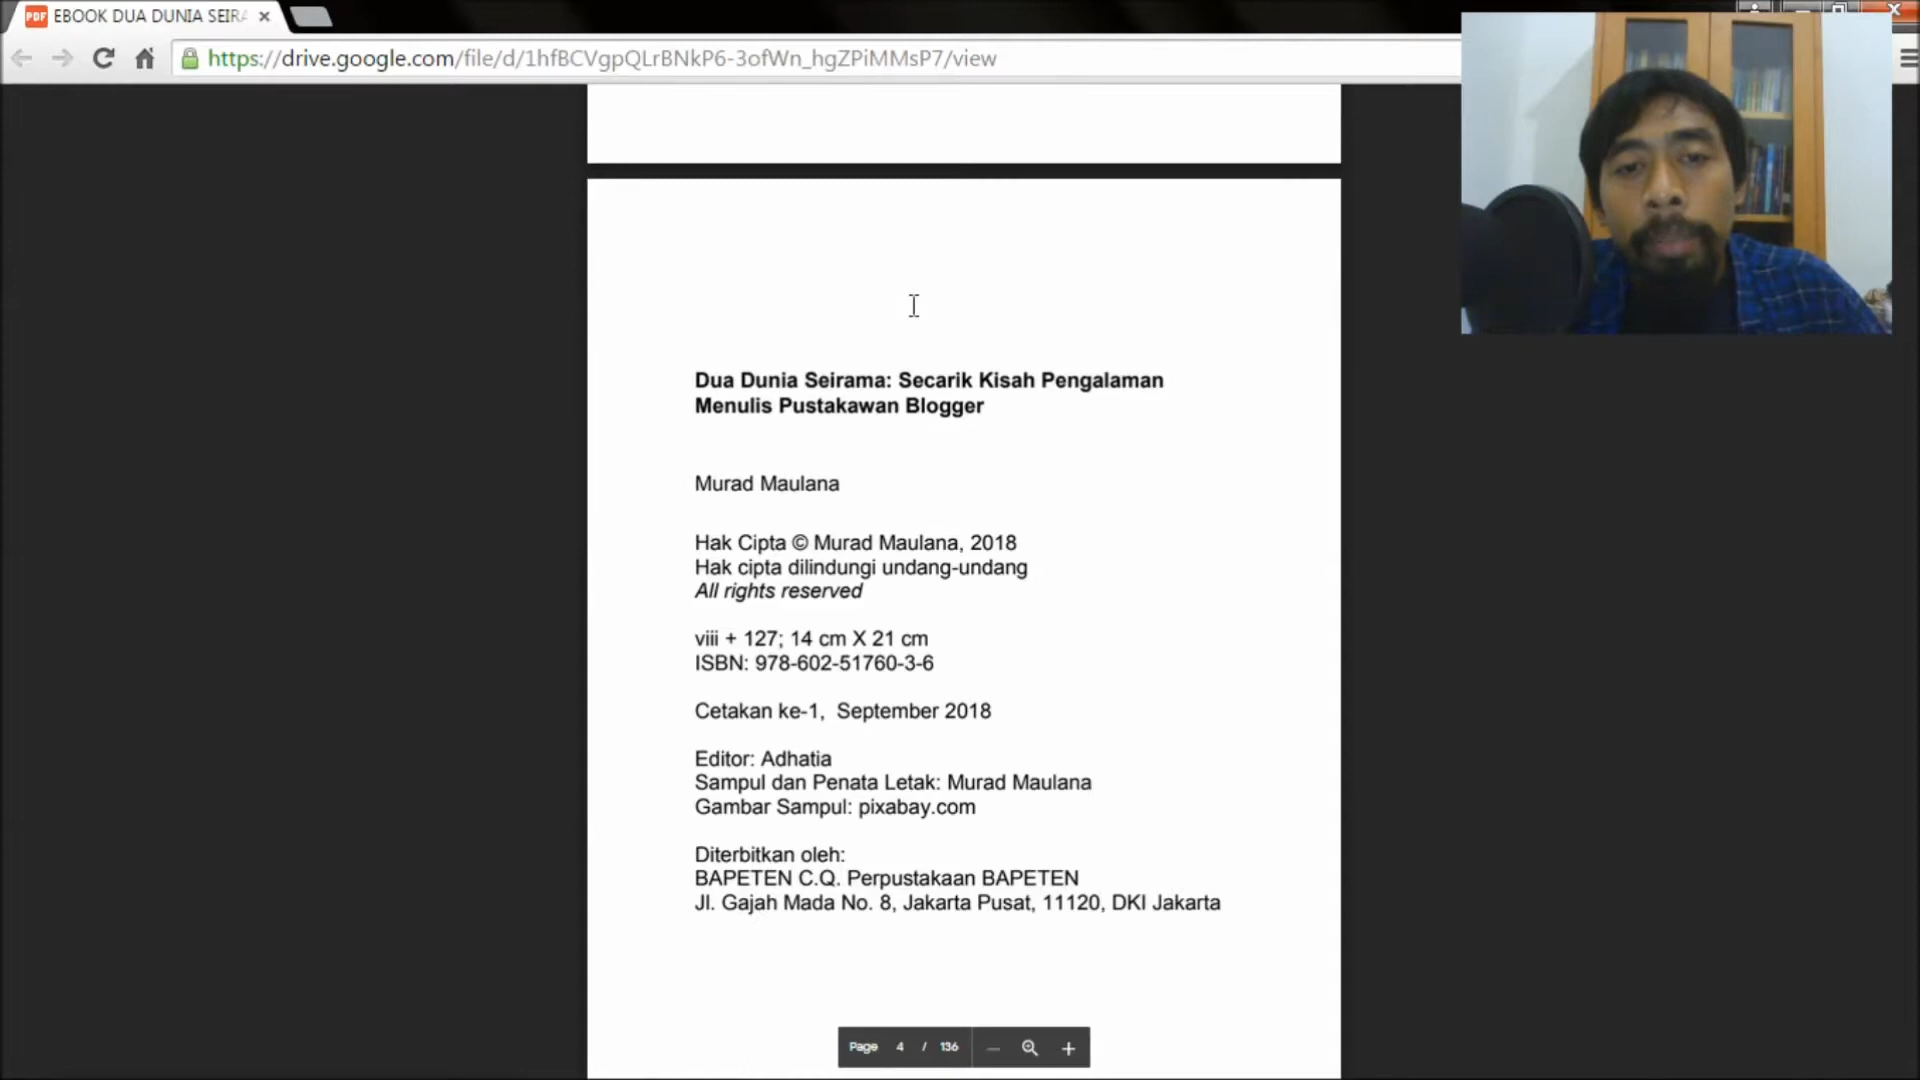 PDF EBOOK DUA DUNIA SEIRA
https://drive.google.com/file/d/1hfBCVgpQLrBNkP6-3ofWn_hgZPiMMsP7/view
Dua Dunia Seirama: Secarik Kisah Pengalaman
Menulis Pustakawan Blogger
Murad Maulana
Hak Cipta © Murad Maulana, 2018
Hak cipta dilindungi undang-undang
All rights reserved
viii + 127; 14 cm X 21 cm
ISBN: 978-602-51760-3-6
Cetakan ke-1, September 2018
Editor: Adhatia
Sampul dan Penata Letak: Murad Maulana
Gambar Sampul: pixabay.com
Diterbitkan oleh:
BAPETEN C.Q. Perpustakaan BAPETEN
Jl. Gajah Mada No. 8, Jakarta Pusat, 11120, DKI Jakarta
Page 4 / 136